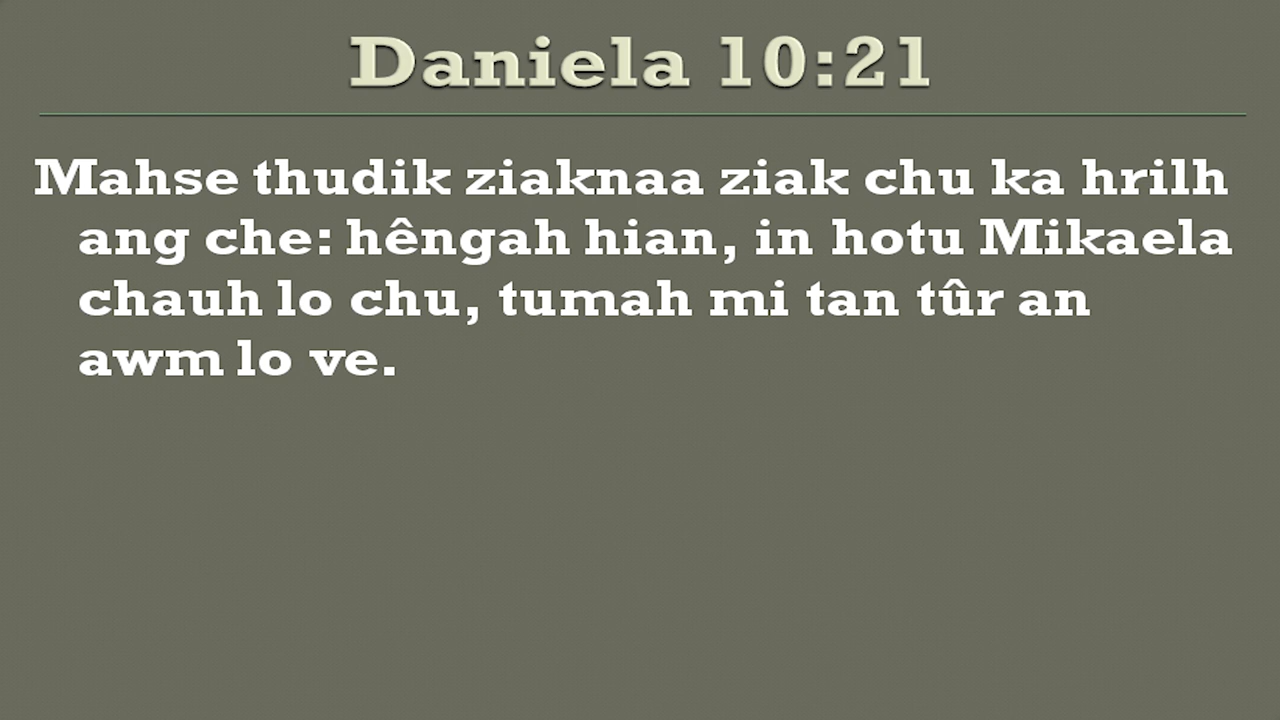 Daniela 10:21
Mahse thudik ziaknaa ziak chu ka hrilh
ang che: hêngah hian, in hotu Mikaela
chauh lo chu, tumah mi tan tûr an
awm lo ve.